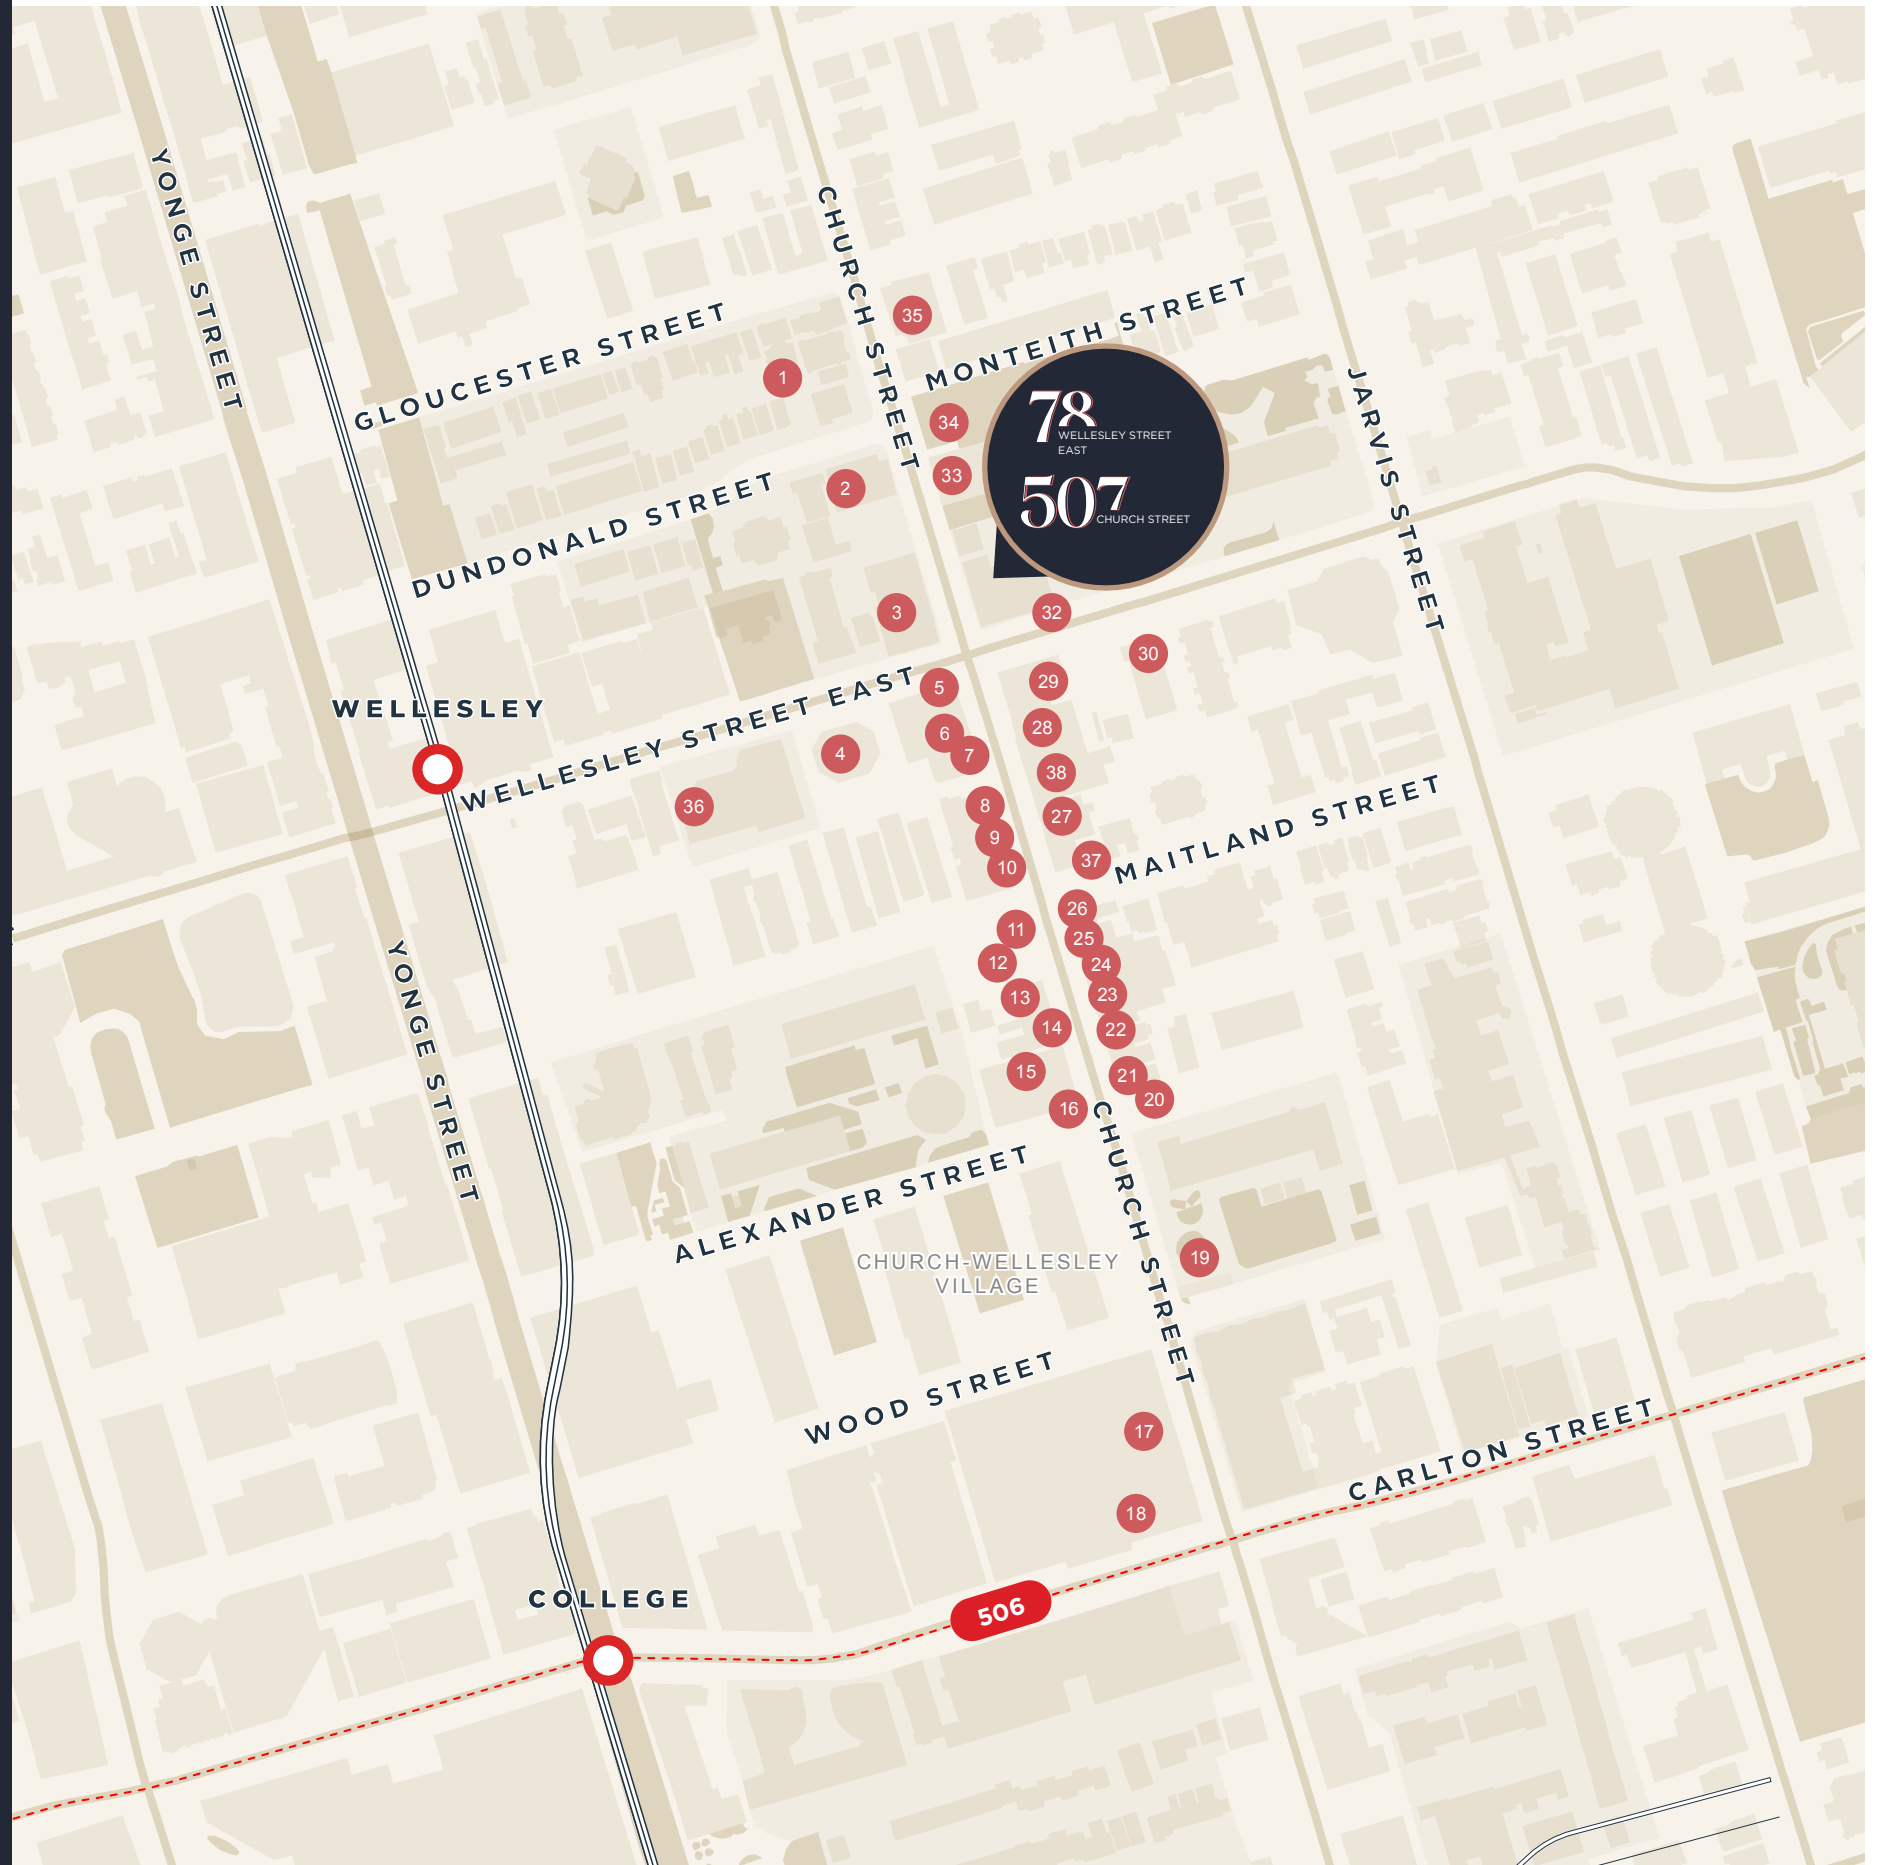 YONGE STREET
CHURCH STREET
GLOUCESTER STREET
MONTEITH STREET
35
1
34
33
2
78
WELLESLEY STREET
EAST
507
CHURCH STREET
JARVIS STREET
DUNDONALD STREET
3
32
30
29
5
WELLESLEY STREET EAST
WELLESLEY
28
6
7
4
38
36
8
27
9
10
37
MAITLAND STREET
26
11
25
12
24
13
23
14
22
15
21
16
20
YONGE STREET
CHURCH STREET
ALEXANDER STREET
CHURCH-WELLESLEY
VILLAGE
19
WOOD STREET
17
18
CARLTON STREET
COLLEGE
506